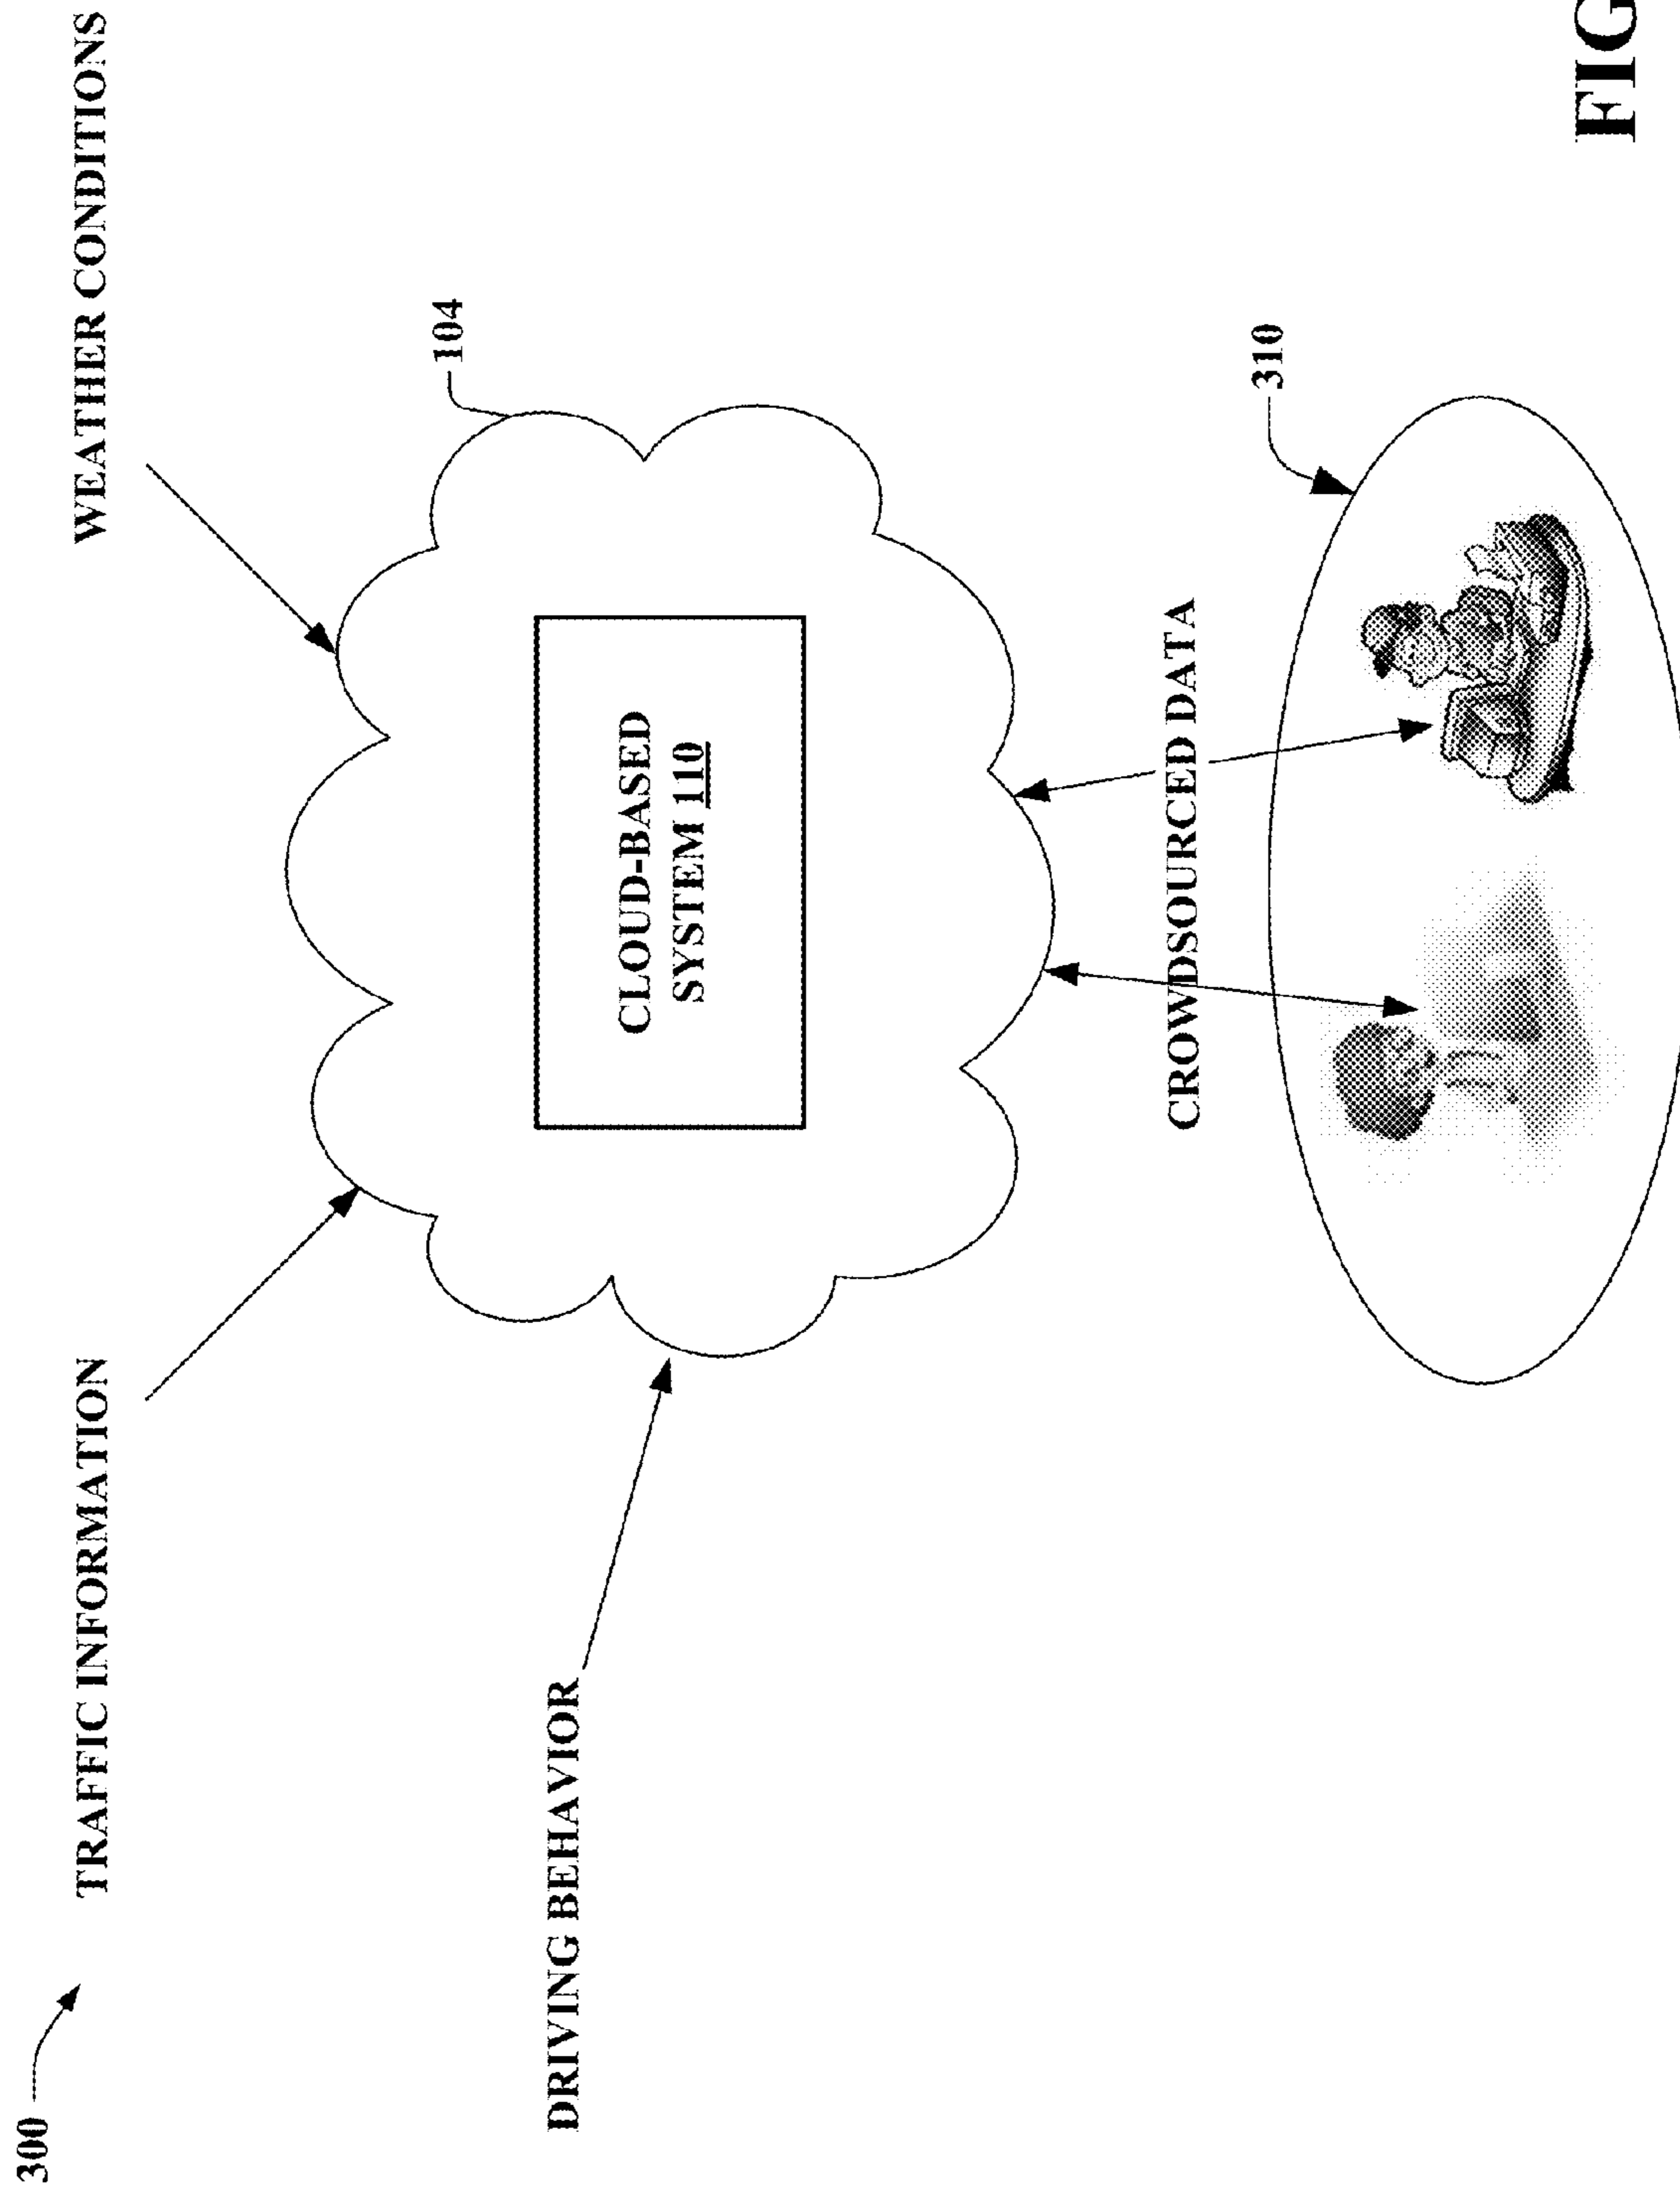 300
TRAFFIC INFORMATION
WEATHER CONDITIONS
DRIVING BEHAVIOR
104
CLOUD-BASED
SYSTEM 110
CROWDSOURCED DATA
310
FIG